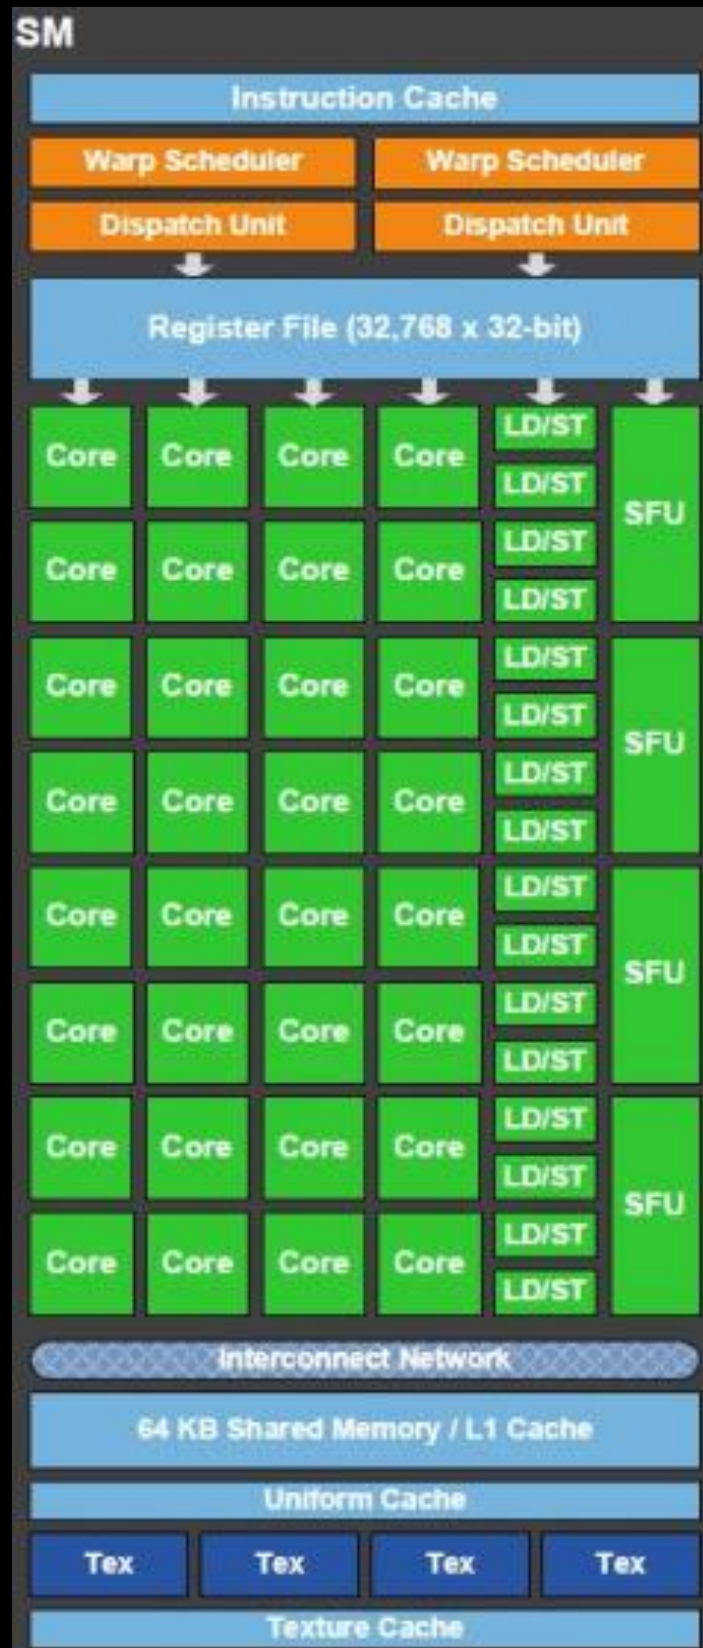 SM
Instruction Cache
Warp Scheduler Warp Scheduler
Dispatch Unit Dispatch Unit
Register File (32,768 x 32-bit)
Core Core Core Core LD/ST SFU
LD/ST
Core Core Core Core LD/ST
LD/ST
Core Core Core Core LD/ST SFU
LD/ST
Core Core Core Core LD/ST
LD/ST
Core Core Core Core LD/ST SFU
LD/ST
Core Core Core Core LD/ST
LD/ST
Core Core Core Core LD/ST SFU
LD/ST
Core Core Core Core LD/ST
LD/ST
Interconnect Network
64 KB Shared Memory / L1 Cache
Uniform Cache
Tex Tex Tex Tex
Texture Cache